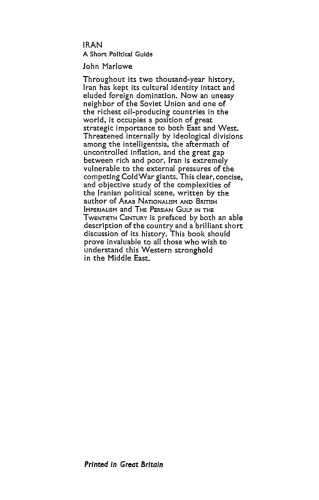 IRAN
A Short Political Guide
John Marlowe
Throughout its two thousand-year history,
Iran has kept its cultural identity intact and
eluded foreign domination. Now an uneasy
neighbor of the Soviet Union and one of
the richest oil-producing countries in the
world, it occupies a position of great
strategic importance to both East and West.
Threatened internally by ideological divisions
among the intelligentsia, the aftermath of
uncontrolled inflation, and the great gap
between rich and poor, Iran is extremely
vulnerable to the external pressures of the
competing Cold War giants. This clear, concise,
and objective study of the complexities of
the Iranian political scene, written by the
author of ARAB NATIONALISM AND BRITISH
IMPERIALISM and THE PERSIAN GULF IN THE
TWENTIETH CENTURY is prefaced by both an able
description of the country and a brilliant short
discussion of its history. This book should
prove invaluable to all those who wish to
understand this Western stronghold
in the Middle East.
Printed in Great Britain